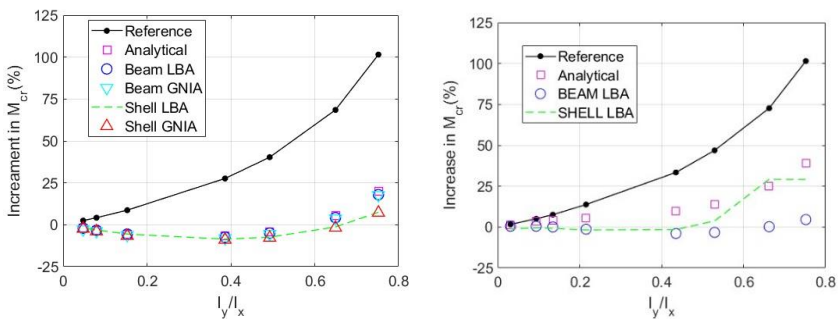 125
100
75
50
25
0
-25
Increament in M_cr(%)
Reference
Analytical
Beam LBA
Beam GNIA
Shell LBA
Shell GNIA
0 0.2 0.4 0.6 0.8
I_y/I_x
125
100
75
50
25
0
-25
Increase in M_cr(%)
Reference
Analytical
BEAM LBA
SHELL LBA
0 0.2 0.4 0.6 0.8
I_y/I_x